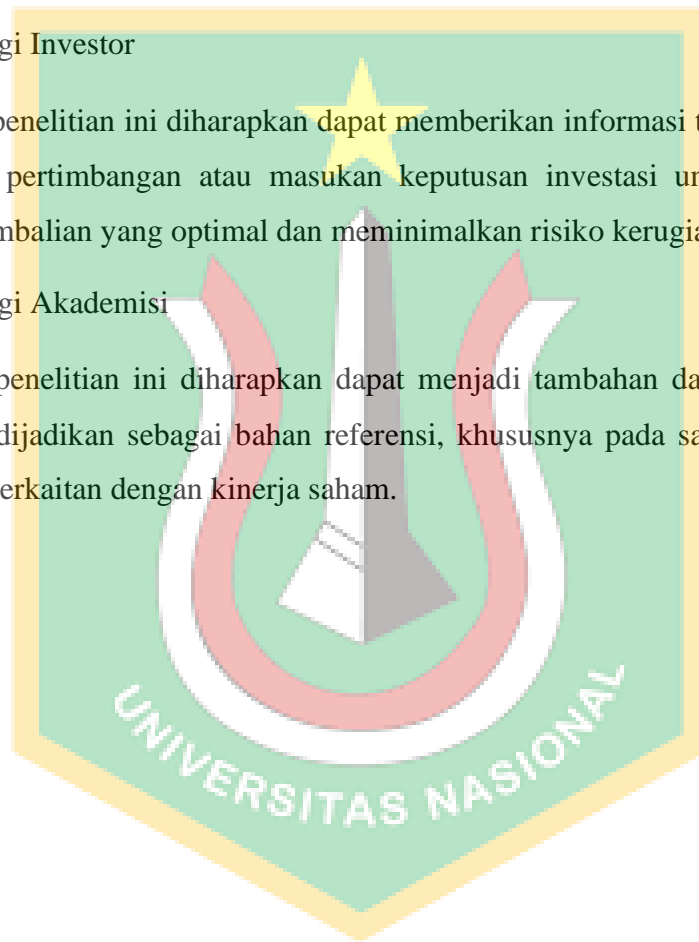 gi Investor
penelitian ini diharapkan dapat memberikan informasi t
pertimbangan atau masukan keputusan investasi un
mbalian yang optimal dan meminimalkan risiko kerugia
gi Akademisi
penelitian ini diharapkan dapat menjadi tambahan da
dijadikan sebagai bahan referensi, khususnya pada sa
erkaitan dengan kinerja saham.
UNIVERSITAS NASIONAL